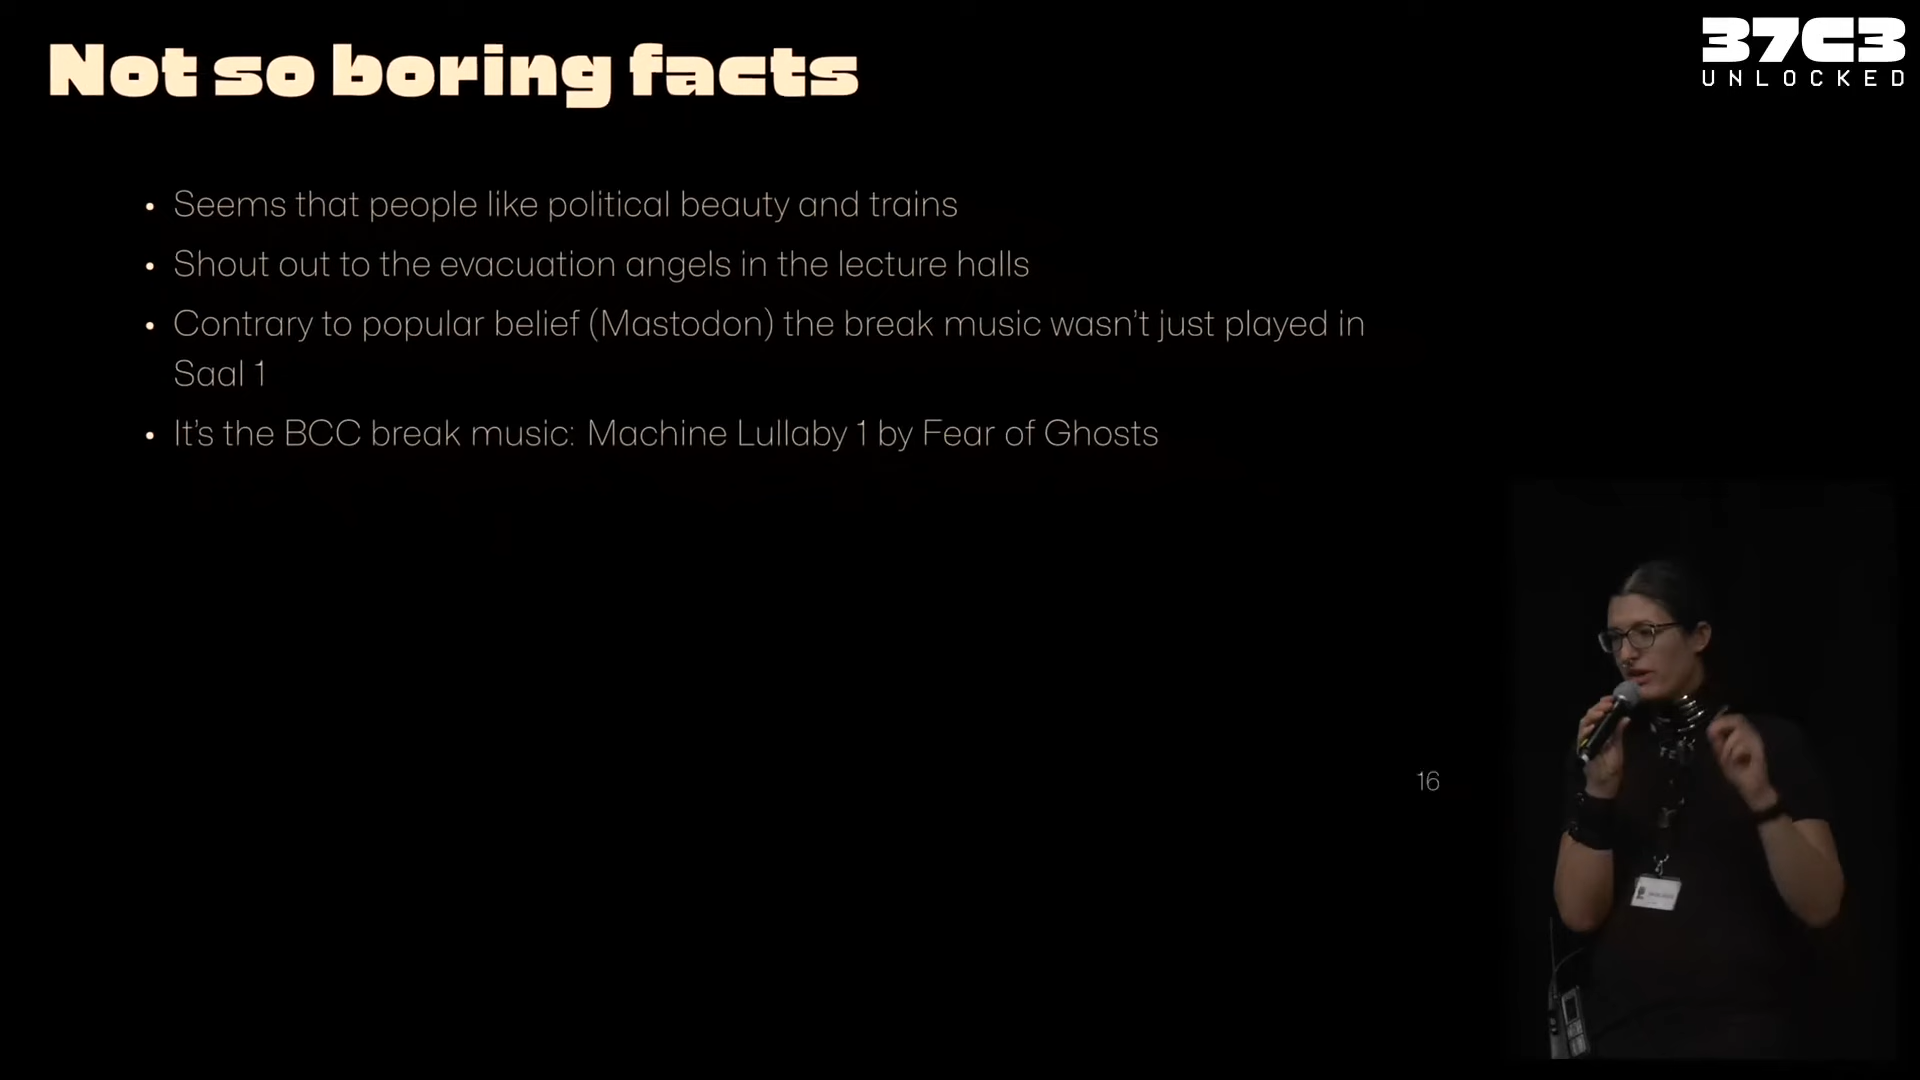 Not so boring facts
37C3
UNLOCKED
• Seems that people like political beauty and trains
• Shout out to the evacuation angels in the lecture halls
• Contrary to popular belief (Mastodon) the break music wasn't just played in
Saal 1
• It's the BCC break music: Machine Lullaby 1 by Fear of Ghosts
16